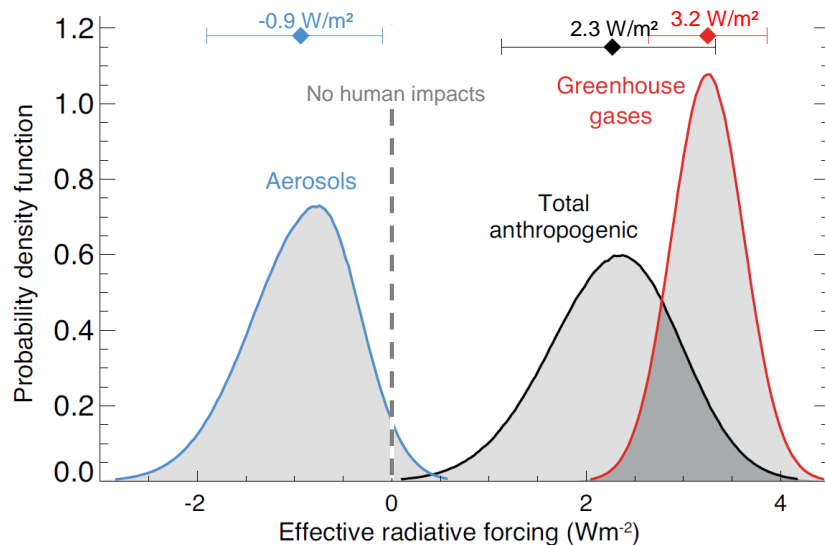 -0.9 W/m²
2.3 W/m²
3.2 W/m²
No human impacts
Greenhouse
gases
Aerosols
Total
anthropogenic
Probability density function
1.2
1.0
0.8
0.6
0.4
0.2
0.0
-2
0
2
4
Effective radiative forcing (Wm-2)